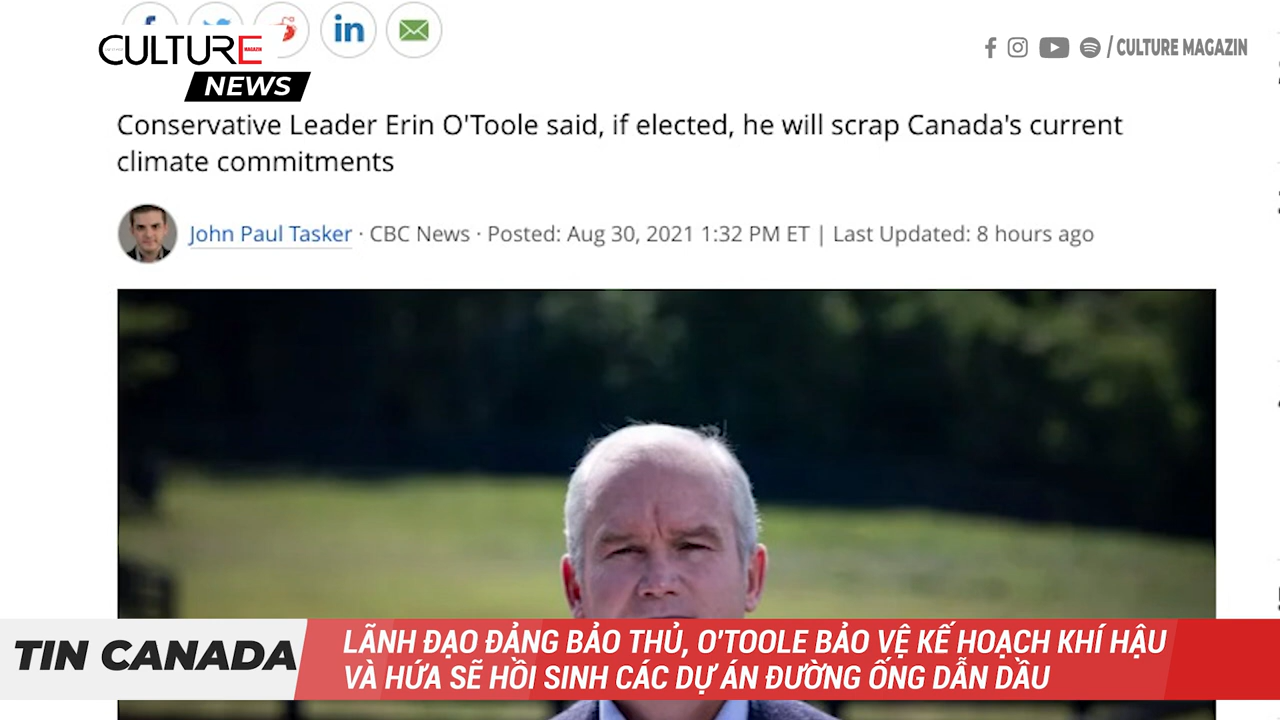 CULTURE
MAGAZIN
NEWS
/ CULTURE MAGAZIN
Conservative Leader Erin O'Toole said, if elected, he will scrap Canada's current
climate commitments
John Paul Tasker · CBC News · Posted: Aug 30, 2021 1:32 PM ET | Last Updated: 8 hours ago
TIN CANADA
LÃNH ĐẠO ĐẢNG BẢO THỦ, O'TOOLE BẢO VỆ KẾ HOẠCH KHÍ HẬU
VÀ HỨA SẼ HỒI SINH CÁC DỰ ÁN ĐƯỜNG ỐNG DẪN DẦU